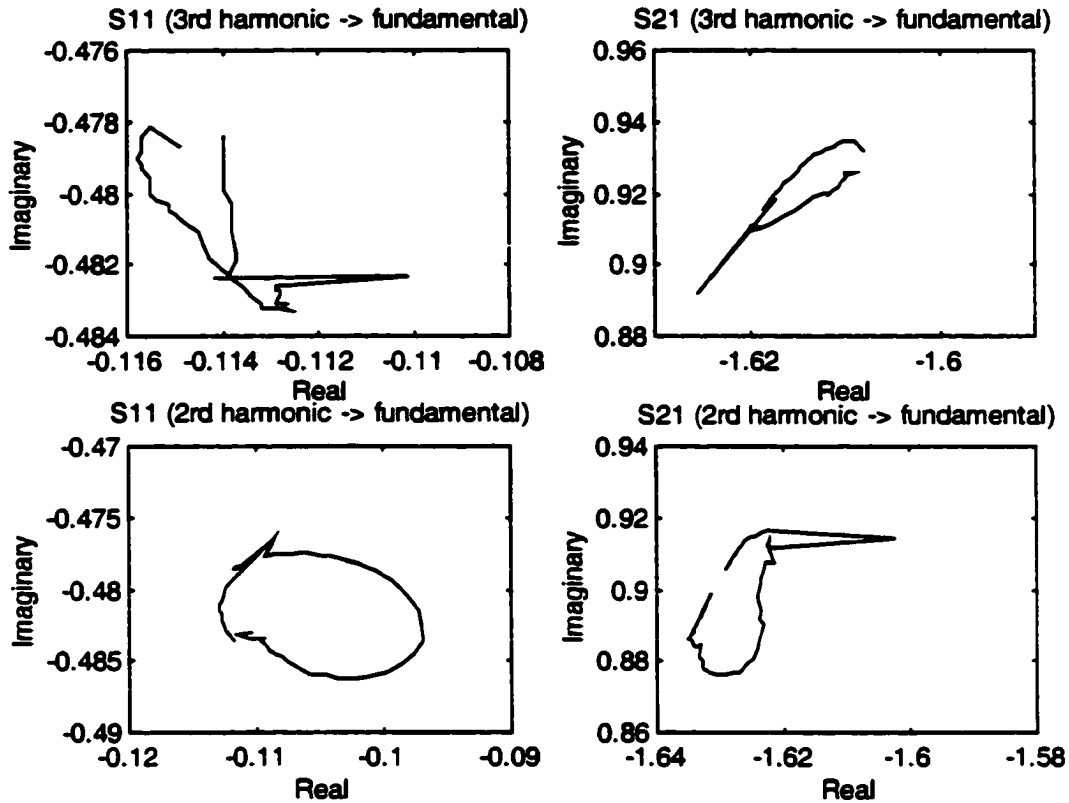 S11 (3rd harmonic -> fundamental)
-0.476
-0.478
-0.48
-0.482
-0.484
Imaginary
-0.116 -0.114 -0.112 -0.11 -0.108
Real
S21 (3rd harmonic -> fundamental)
0.96
0.94
0.92
0.9
0.88
Imaginary
-1.62 -1.6
Real
S11 (2rd harmonic -> fundamental)
-0.47
-0.475
-0.48
-0.485
-0.49
Imaginary
-0.12 -0.11 -0.1 -0.09
Real
S21 (2rd harmonic -> fundamental)
0.94
0.92
0.9
0.88
0.86
Imaginary
-1.64 -1.62 -1.6 -1.58
Real